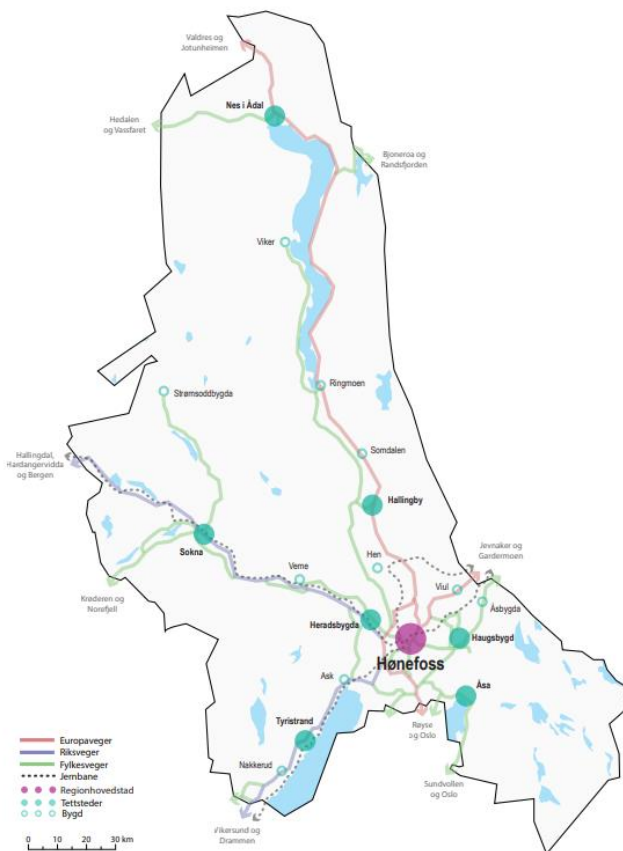 Valdres og
Jotunheimen
Nes i Ådal
Hedalen
og Vassfaret
Bjoneroa og
Randsfjorden
Viker
Ringmoen
Strømsoddbygda
Hallingdal,
Hardangervidda
og Bergen
Somdalen
Hallingby
Sokna
Hen
Jevnaker og
Gardermoen
Veme
Viul
Åsbygda
Krøderen og
Norefjell
Heradsbygda
Haugsbygd
Hønefoss
Ask
Åsa
Tyristrand
Røyse
og Oslo
Nakkerud
Sundvollen
og Oslo
Vikersund og
Drammen
Europaveger
Riksveger
Fylkesveger
Jernbane
Regionhovedstad
Tettsteder
Bygd
0 10 20 30 km